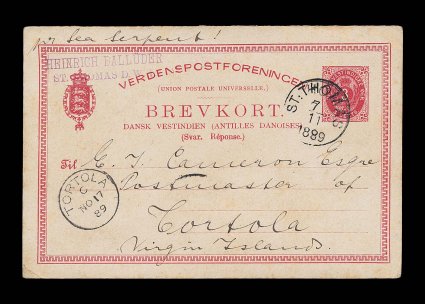 pr Sea Serpent!
HEINRICH BALLUDER
ST. THOMAS D.W.I.
VERDENSPOSTFORENINGEN
(UNION POSTALE UNIVERSELLE.)
BREVKORT.
DANSK VESTINDIEN (ANTILLES DANOISES)
(Svar. Réponse.)
ST: THOMAS
7
11
1889
Til E. J. Cameron Esqre
Postmaster of
Tortola
Virgin Islands.
TORTOLA
C
NO 17
89